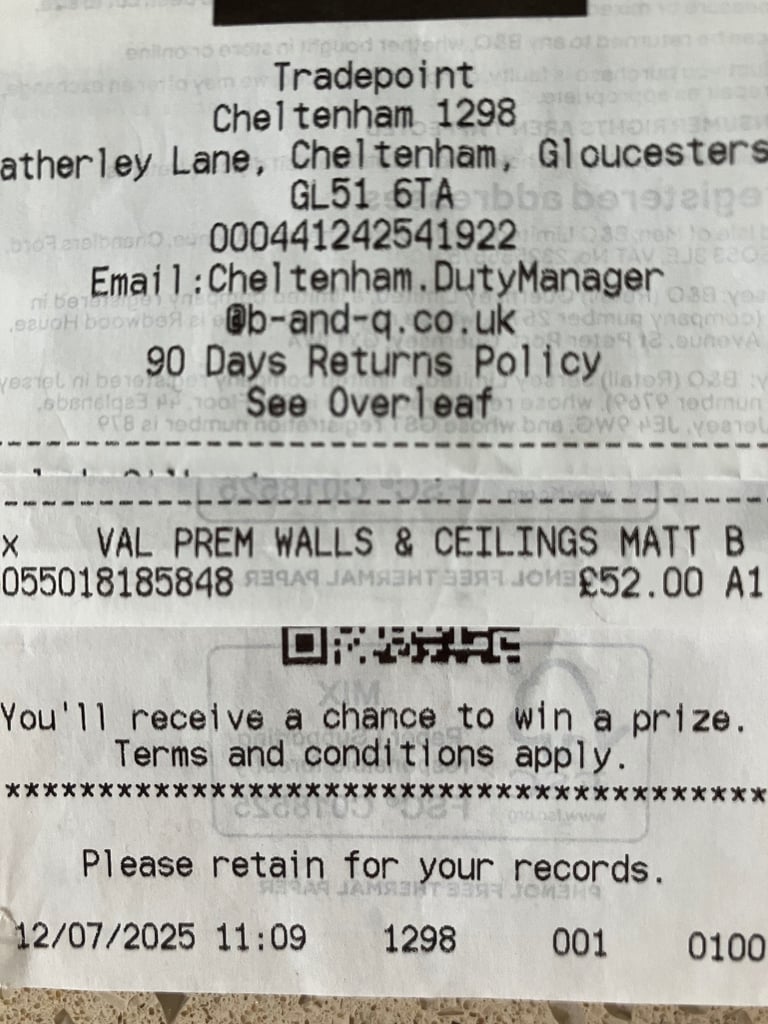 Tradepoint
Cheltenham 1298
atherley Lane, Cheltenham, Gloucesters
GL51 6TA
000441242541922
Email:Cheltenham.DutyManager
@b-and-q.co.uk
90 Days Returns Policy
See Overleaf
----------------------------------------
----------------------------------------
x VAL PREM WALLS & CEILINGS MATT B
055018185848 £52.00 A1
You'll receive a chance to win a prize.
Terms and conditions apply.
****************************************
Please retain for your records.
12/07/2025 11:09 1298 001 0100